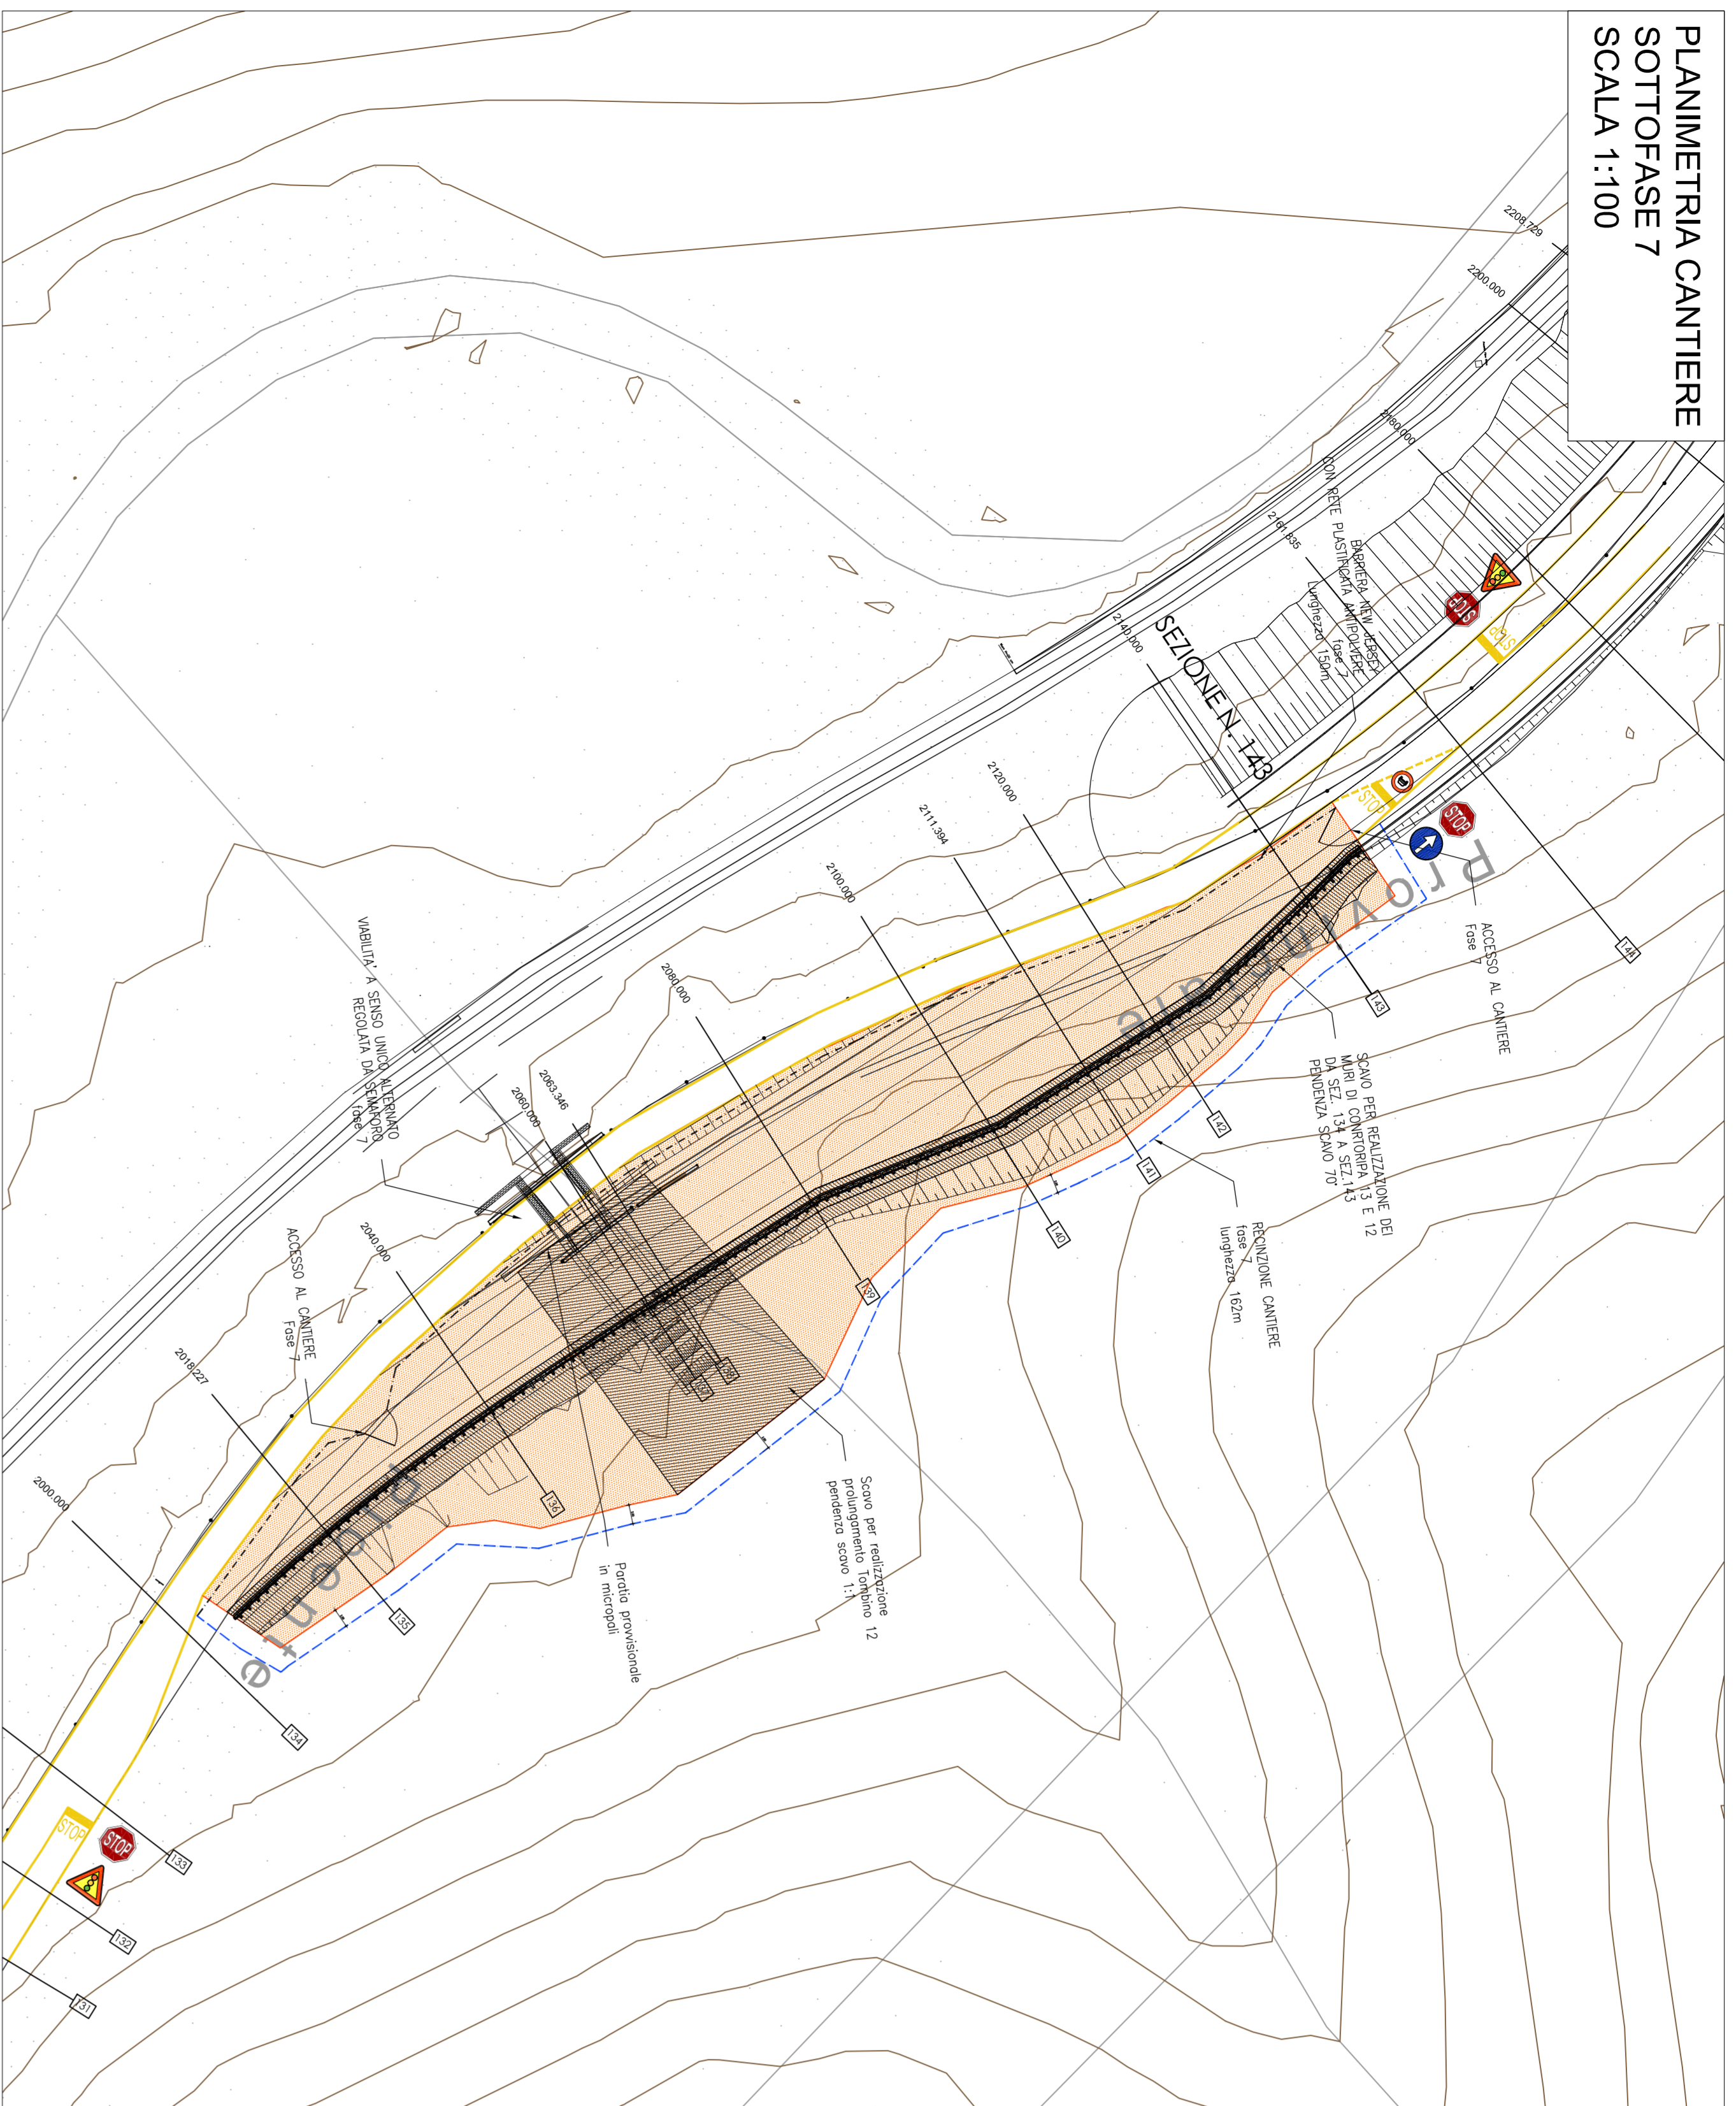 PLANIMETRIA CANTIERE
SOTTOFASE 7
SCALA 1:100
2208.729
2200.000
2180.000
2161.835
2140.000
2120.000
2111.394
2100.000
2080.000
2063.346
2060.000
2040.000
2018.227
2000.000
BARRIERA NEW JERSEY
CON RETE PLASTIFICATA ANTIPOLVERE
fase 7
Lunghezza 150m
SEZIONE N. 143
STOP
STOP
STOP
STOP
STOP
STOP
ACCESSO AL CANTIERE
Fase 7
SCAVO PER REALIZZAZIONE DEI
MURI DI CONRTORIPA 13 E 12
DA SEZ. 134 A SEZ.143
PENDENZA SCAVO 70°
RECINZIONE CANTIERE
fase 7
lunghezza 162m
VIABILITA' A SENSO UNICO ALTERNATO
REGOLATA DA SEMAFORO
fase 7
ACCESSO AL CANTIERE
Fase 7
Scavo per realizzazione
prolungamento Tombino 12
pendenza scavo 1:1
Paratia provvisionale
in micropali
Provinciale
144
143
142
141
140
139
136
135
134
133
132
131